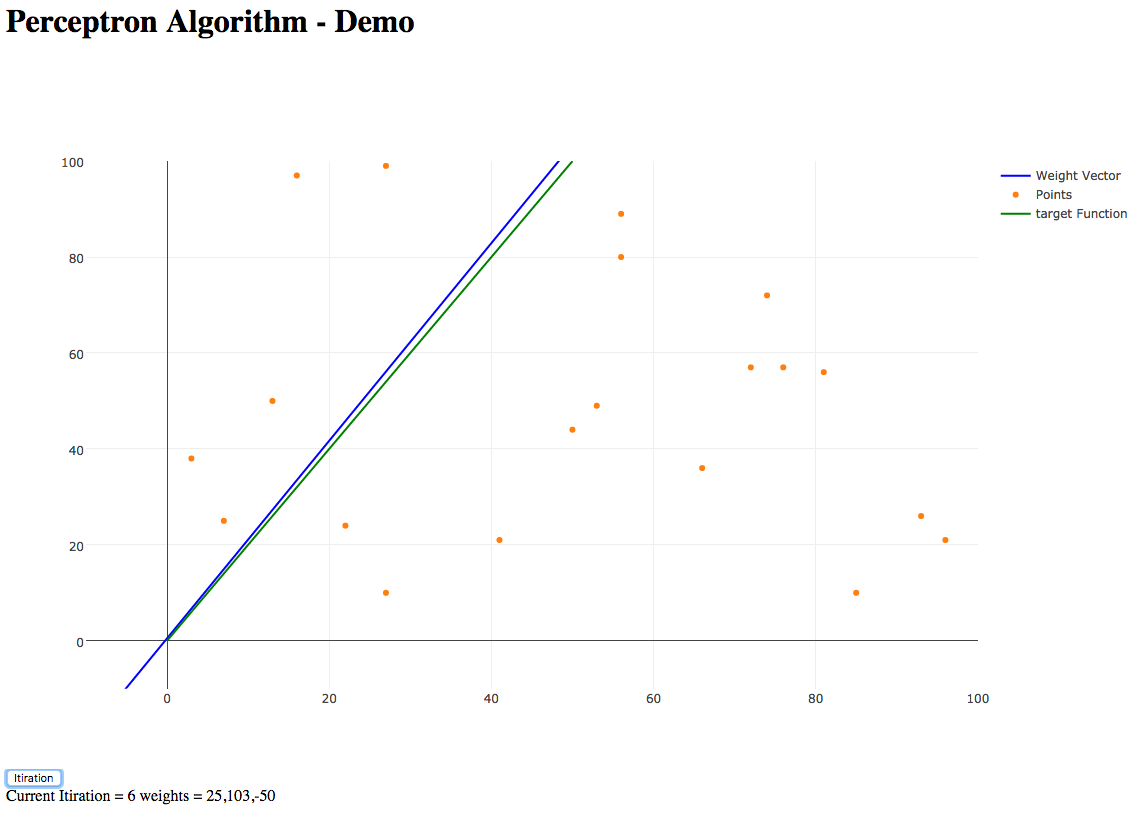 Perceptron Algorithm - Demo
100
80
60
40
20
0
0 20 40 60 80 100
Weight Vector
Points
target Function
Itiration
Current Itiration = 6 weights = 25,103,-50